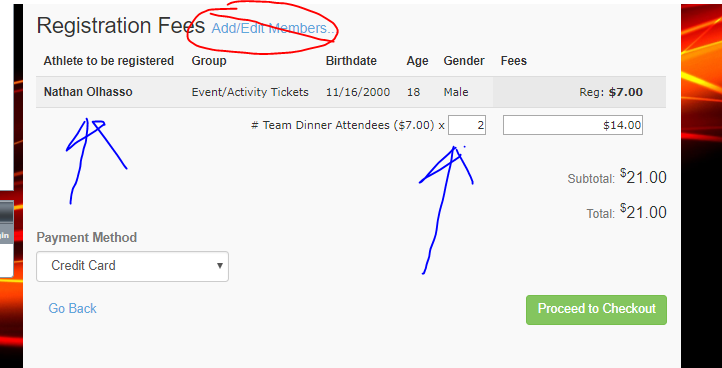 Registration Fees Add/Edit Members...
Athlete to be registered Group Birthdate Age Gender Fees
Nathan Olhasso Event/Activity Tickets 11/16/2000 18 Male Reg: $7.00
# Team Dinner Attendees ($7.00) x 2 $14.00
Subtotal: $21.00
Total: $21.00
gin
Payment Method
Credit Card
Go Back Proceed to Checkout